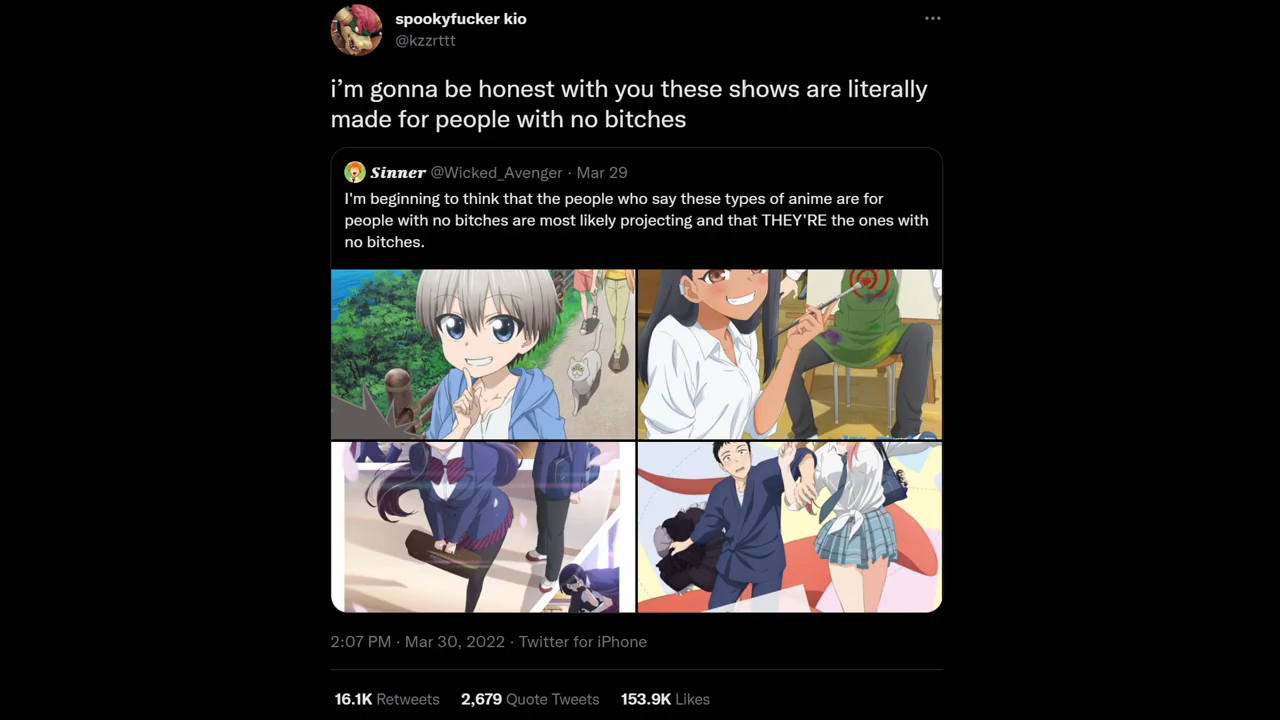 spookyfucker kio
@kzzrttt
i’m gonna be honest with you these shows are literally
made for people with no bitches
Sinner @Wicked_Avenger · Mar 29
I'm beginning to think that the people who say these types of anime are for
people with no bitches are most likely projecting and that THEY'RE the ones with
no bitches.
2:07 PM · Mar 30, 2022 · Twitter for iPhone
16.1K Retweets 2,679 Quote Tweets 153.9K Likes